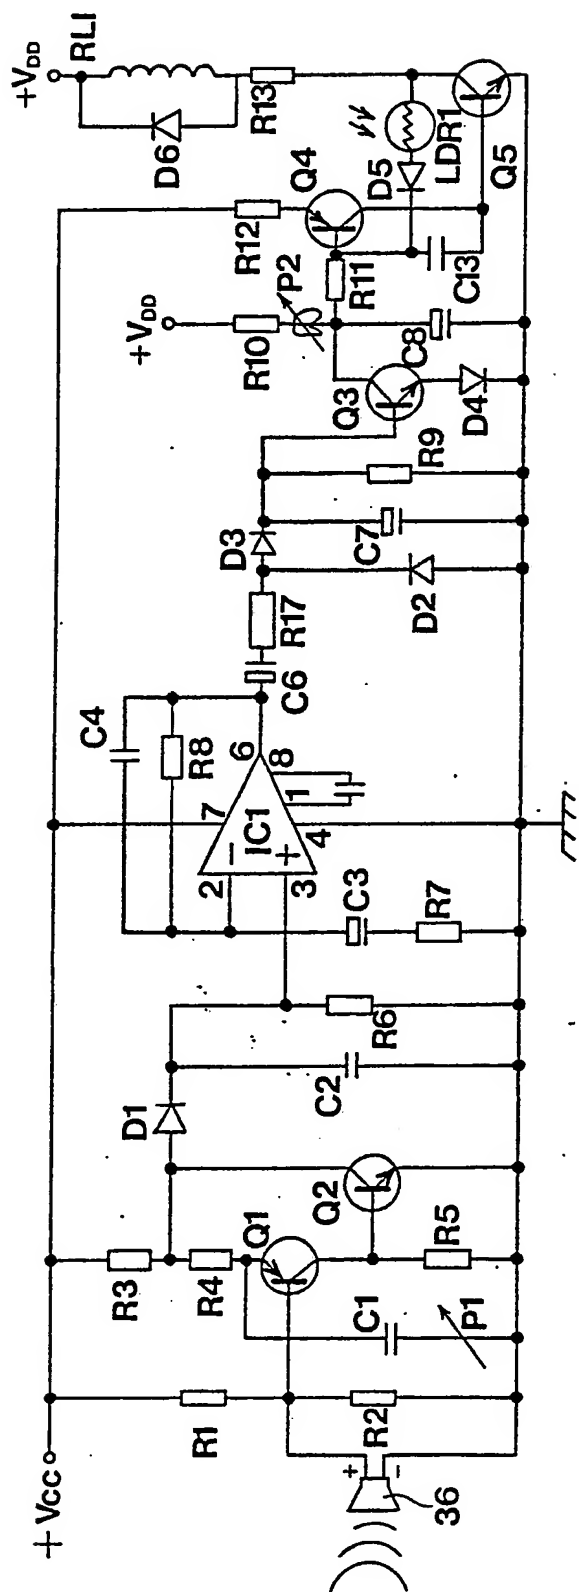 +Vcc
R1
R2
+
−
36
R3
R4
Q1
C1
P1
Q2
R5
D1
C2
R6
C3
R7
C4
R8
2
−
7
IC1
6
3
+
4
1
8
C6
R17
D3
D2
C7
R9
Q3
D4
C8
+VDD
R10
P2
R11
R12
Q4
C13
D5
LDR1
Q5
D6
R13
RL1
+VDD